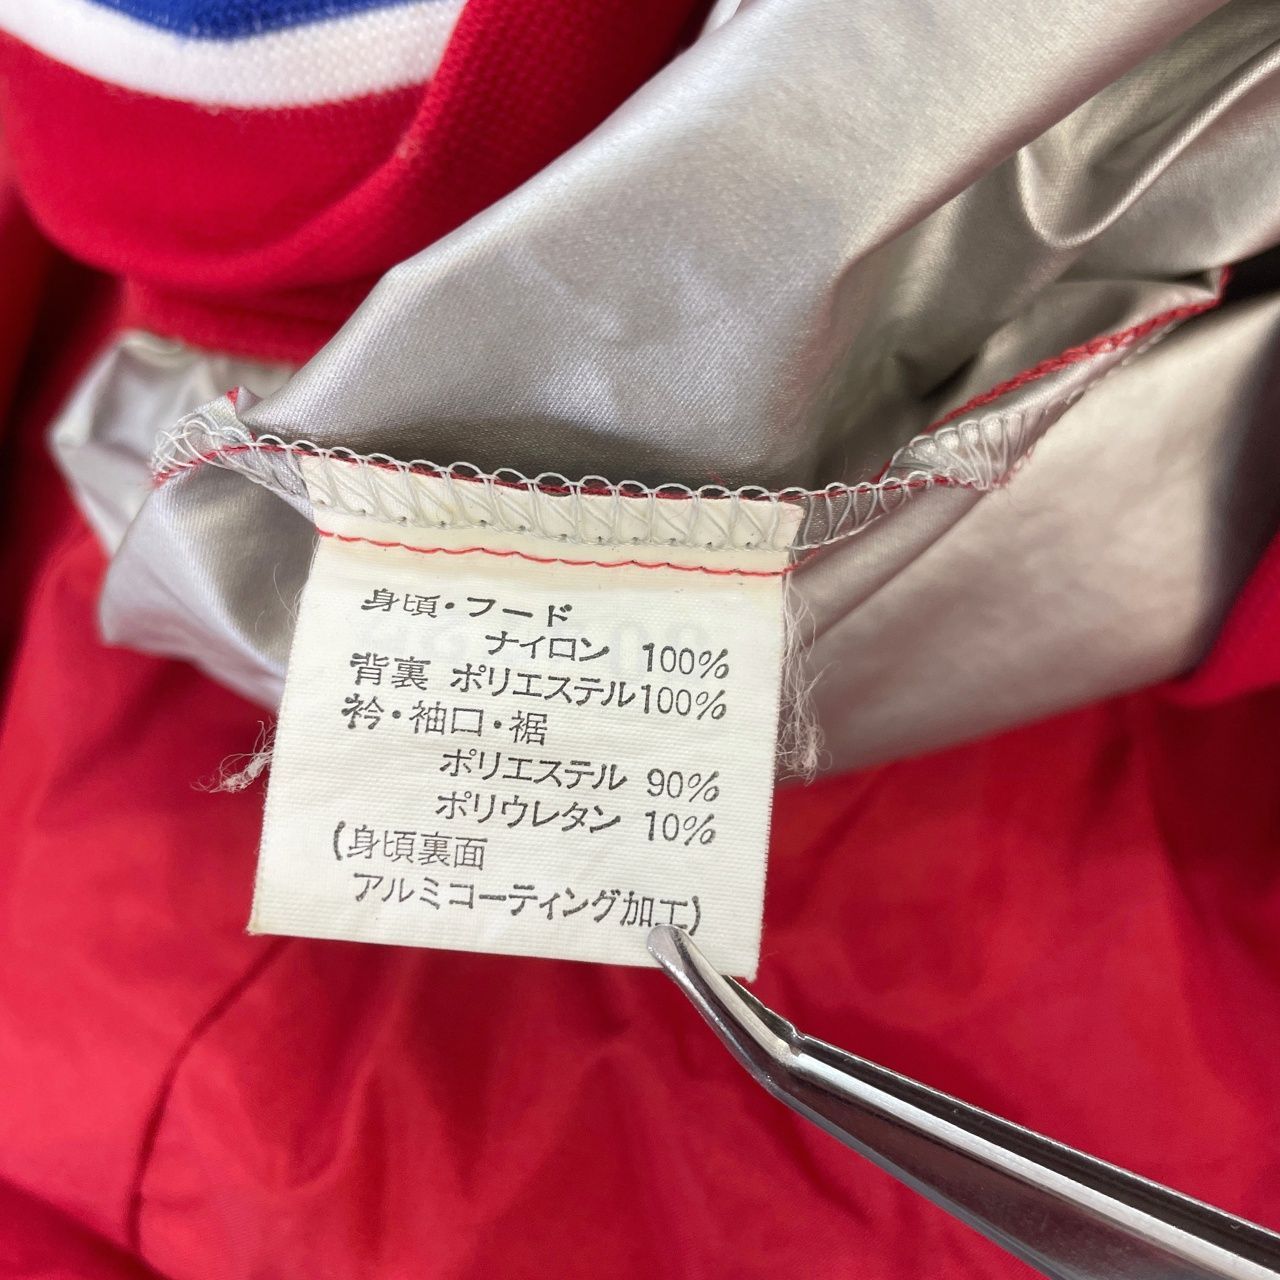 身頃・フード
ナイロン 100%
背裏 ポリエステル100%
衿・袖口・裾
ポリエステル 90%
ポリウレタン 10%
(身頃裏面
アルミコーティング加工)